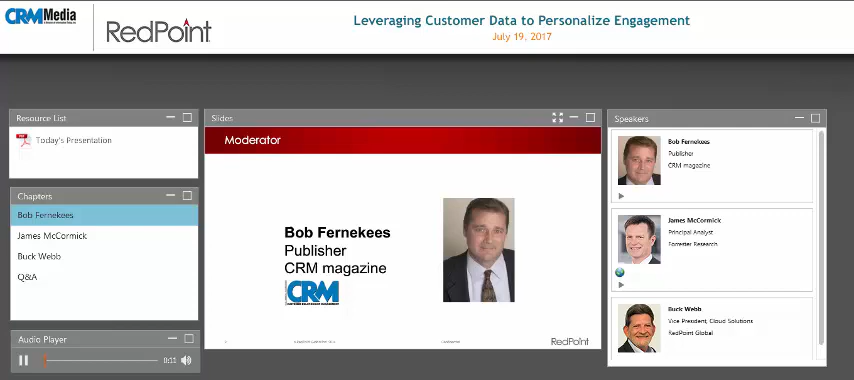 CRM Media
RedPoint
Leveraging Customer Data to Personalize Engagement
July 19, 2017
Resource List
Today's Presentation
Chapters
Bob Fernekees
James McCormick
Buck Webb
Q&A
Audio Player
0:11
Slides
Moderator
Bob Fernekees
Publisher
CRM magazine
CRM
RedPoint
Speakers
Bob Fernekees
Publisher
CRM magazine
James McCormick
Principal Analyst
Forrester Research
Buck Webb
Vice President, Cloud Solutions
RedPoint Global